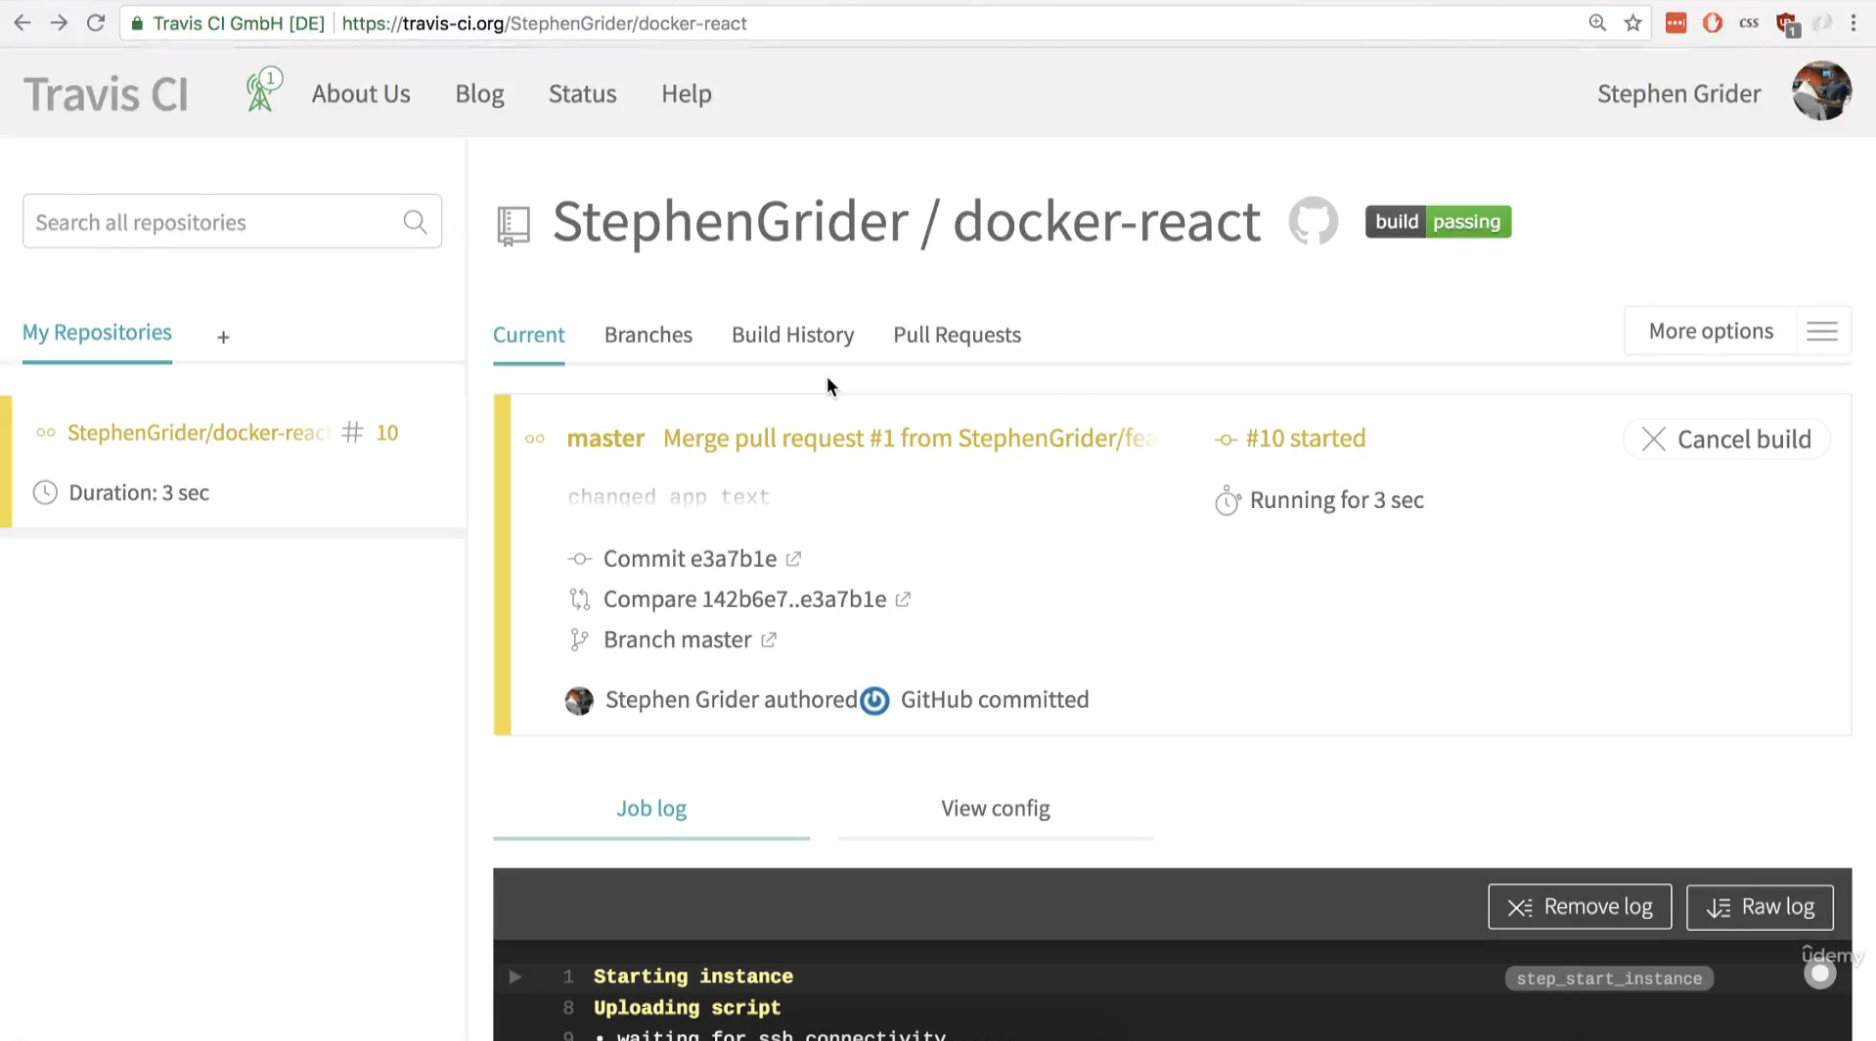 Travis CI GmbH [DE] https://travis-ci.org/StephenGrider/docker-react
css
1
Travis CI
1
About Us
Blog
Status
Help
Stephen Grider
Search all repositories
StephenGrider / docker-react
build passing
My Repositories +
Current
Branches
Build History
Pull Requests
More options
StephenGrider/docker-react # 10
Duration: 3 sec
master Merge pull request #1 from StephenGrider/fea
#10 started
Cancel build
changed app text
Running for 3 sec
Commit e3a7b1e
Compare 142b6e7..e3a7b1e
Branch master
Stephen Grider authored
GitHub committed
Job log
View config
Remove log
Raw log
1 Starting instance
step_start_instance
8 Uploading script
9 • waiting for ssh connectivity
ûdemy